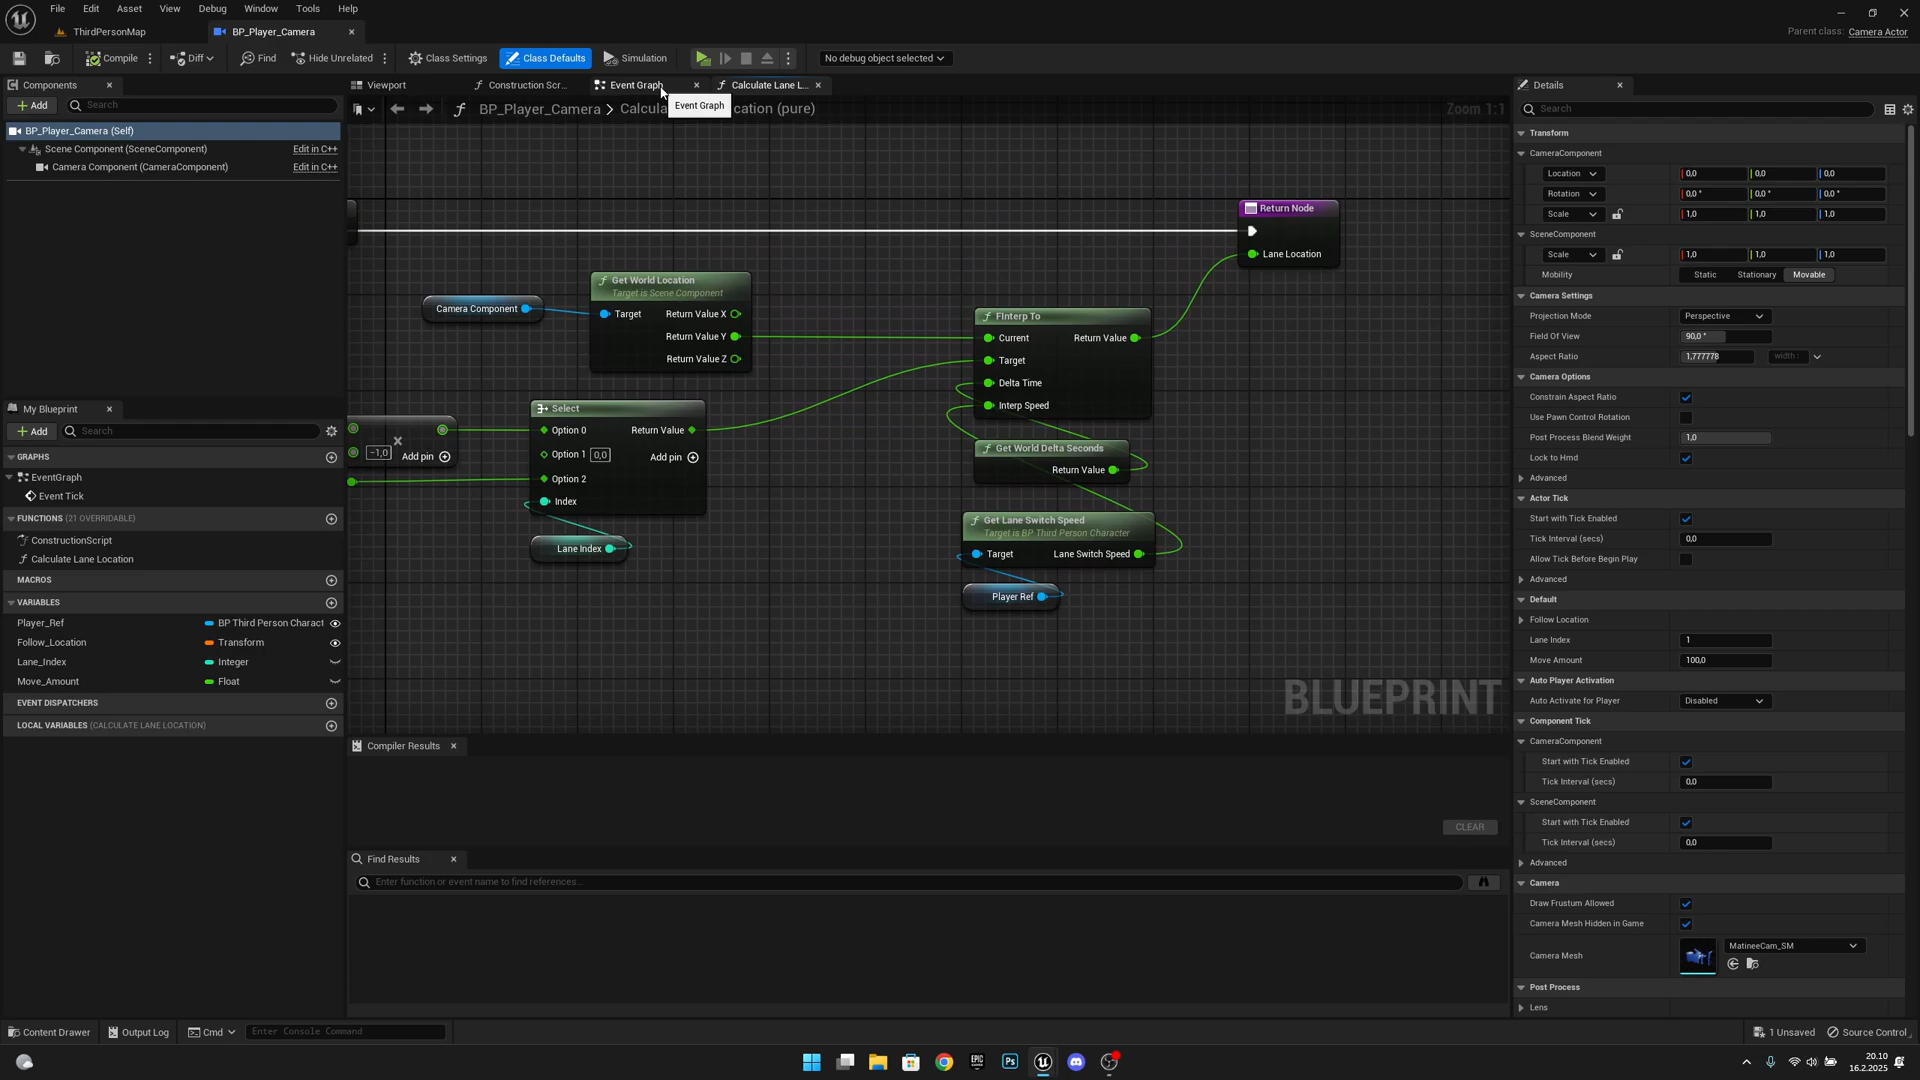 File Edit Asset View Debug Window Tools Help
ThirdPersonMap
BP_Player_Camera
Parent class: Camera Actor
Compile Diff Find Hide Unrelated Class Settings Class Defaults Simulation No debug object selected
Components
Add Search
BP_Player_Camera (Self)
Scene Component (SceneComponent) Edit in C++
Camera Component (CameraComponent) Edit in C++
My Blueprint
Add Search
GRAPHS
EventGraph
Event Tick
FUNCTIONS (21 OVERRIDABLE)
ConstructionScript
Calculate Lane Location
MACROS
VARIABLES
Player_Ref BP Third Person Charact
Follow_Location Transform
Lane_Index Integer
Move_Amount Float
EVENT DISPATCHERS
LOCAL VARIABLES (CALCULATE LANE LOCATION)
Viewport Construction Scr... Event Graph Calculate Lane L...
BP_Player_Camera > Calcula cation (pure)
Event Graph
Zoom 1:1
Return Node
Lane Location
Get World Location
Target is Scene Component
Target Return Value X
Return Value Y
Return Value Z
Camera Component
FInterp To
Current Return Value
Target
Delta Time
Interp Speed
Select
Option 0 Return Value
Option 1 0,0 Add pin
Option 2
Index
-1,0 Add pin
Lane Index
Get World Delta Seconds
Return Value
Get Lane Switch Speed
Target is BP Third Person Character
Target Lane Switch Speed
Player Ref
BLUEPRINT
Compiler Results
CLEAR
Find Results
Enter function or event name to find references...
Details
Search
Transform
CameraComponent
Location 0,0 0,0 0,0
Rotation 0,0 ° 0,0 ° 0,0 °
Scale 1,0 1,0 1,0
SceneComponent
Scale 1,0 1,0 1,0
Mobility Static Stationary Movable
Camera Settings
Projection Mode Perspective
Field Of View 90,0 °
Aspect Ratio 1,777778 width :
Camera Options
Constrain Aspect Ratio
Use Pawn Control Rotation
Post Process Blend Weight 1,0
Lock to Hmd
Advanced
Actor Tick
Start with Tick Enabled
Tick Interval (secs) 0,0
Allow Tick Before Begin Play
Advanced
Default
Follow Location
Lane Index 1
Move Amount 100,0
Auto Player Activation
Auto Activate for Player Disabled
Component Tick
CameraComponent
Start with Tick Enabled
Tick Interval (secs) 0,0
SceneComponent
Start with Tick Enabled
Tick Interval (secs) 0,0
Advanced
Camera
Draw Frustum Allowed
Camera Mesh Hidden in Game
Camera Mesh MatineeCam_SM
Post Process
Lens
Content Drawer Output Log Cmd Enter Console Command 1 Unsaved Source Control
EPIC
Ps
20.10
16.2.2025